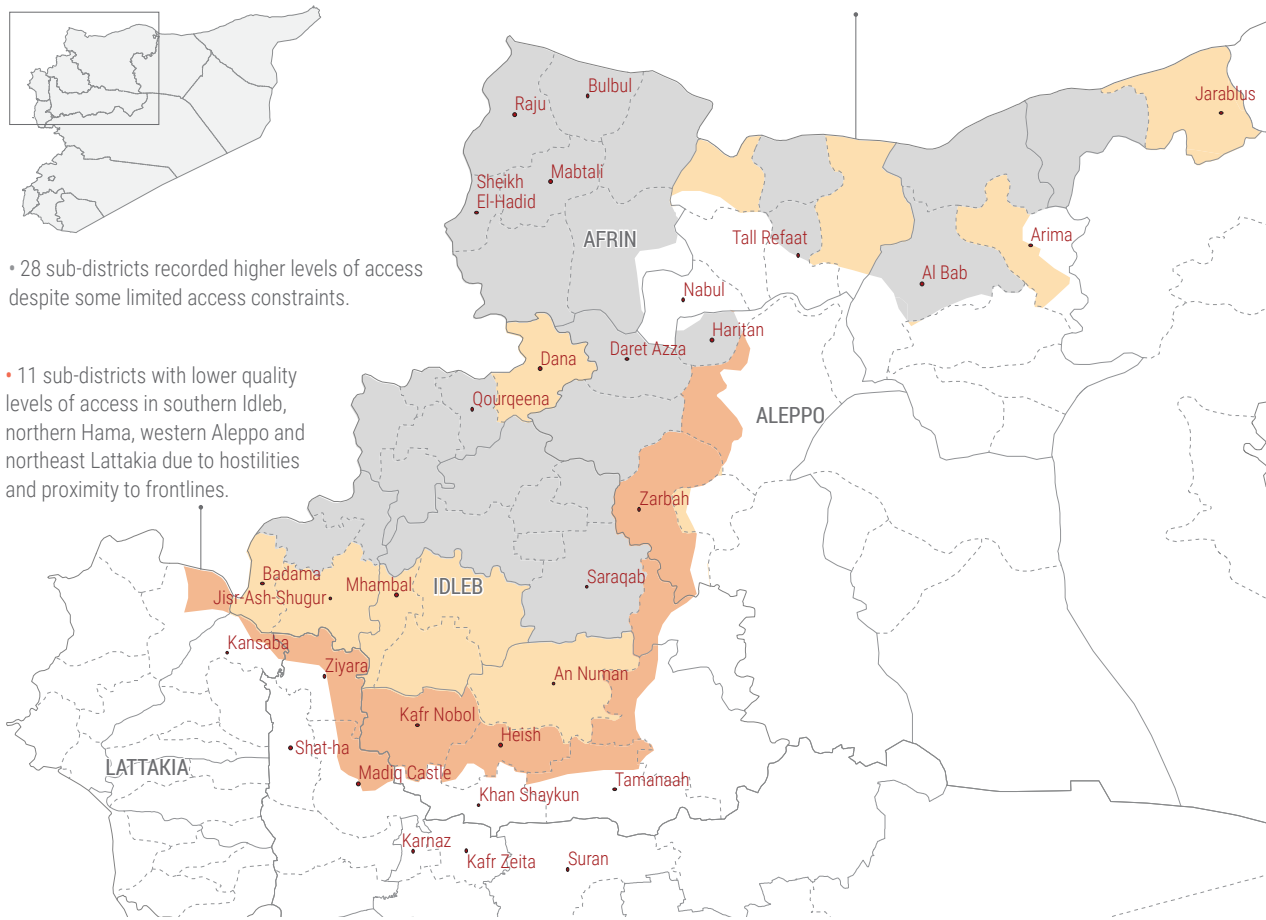 Bulbul
Raju
Jarablus
Mabtali
Sheikh
El-Hadid
AFRIN
Tall Refaat
Arima
• 28 sub-districts recorded higher levels of access
despite some limited access constraints.
Al Bab
Nabul
Haritan
Daret Azza
Dana
• 11 sub-districts with lower quality
levels of access in southern Idleb,
northern Hama, western Aleppo and
northeast Lattakia due to hostilities
and proximity to frontlines.
Qourqeena
ALEPPO
Zarbah
Badama
Mhambal
IDLEB
Saraqab
Jisr-Ash-Shugur
Kansaba
Ziyara
An Numan
Kafr Nobol
Heish
Shat-ha
LATTAKIA
Madiq Castle
Tamanaah
Khan Shaykun
Karnaz
Kafr Zeita
Suran